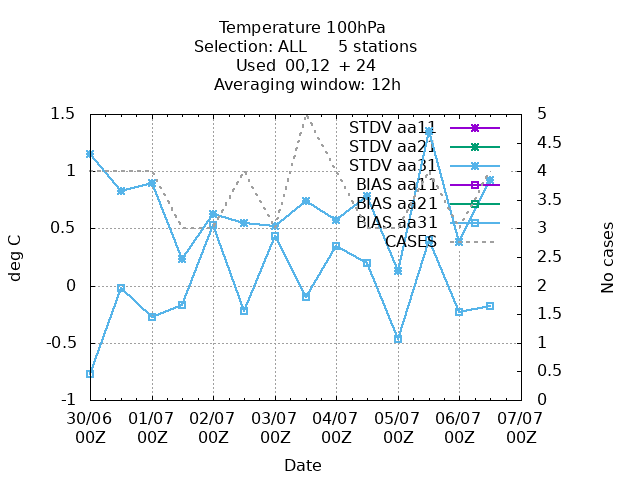 Temperature 100hPa
Selection: ALL 5 stations
Used 00,12 + 24
Averaging window: 12h
1.5
1
0.5
0
-0.5
-1
deg C
5
4.5
4
3.5
3
2.5
2
1.5
1
0.5
0
No cases
STDV aa11
STDV aa21
STDV aa31
BIAS aa11
BIAS aa21
BIAS aa31
CASES
30/06 01/07 02/07 03/07 04/07 05/07 06/07 07/07
00Z 00Z 00Z 00Z 00Z 00Z 00Z 00Z
Date